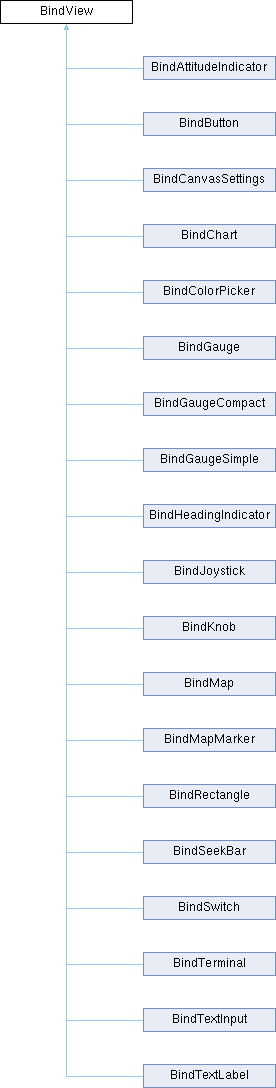 BindView
BindAttitudeIndicator
BindButton
BindCanvasSettings
BindChart
BindColorPicker
BindGauge
BindGaugeCompact
BindGaugeSimple
BindHeadingIndicator
BindJoystick
BindKnob
BindMap
BindMapMarker
BindRectangle
BindSeekBar
BindSwitch
BindTerminal
BindTextInput
BindTextLabel